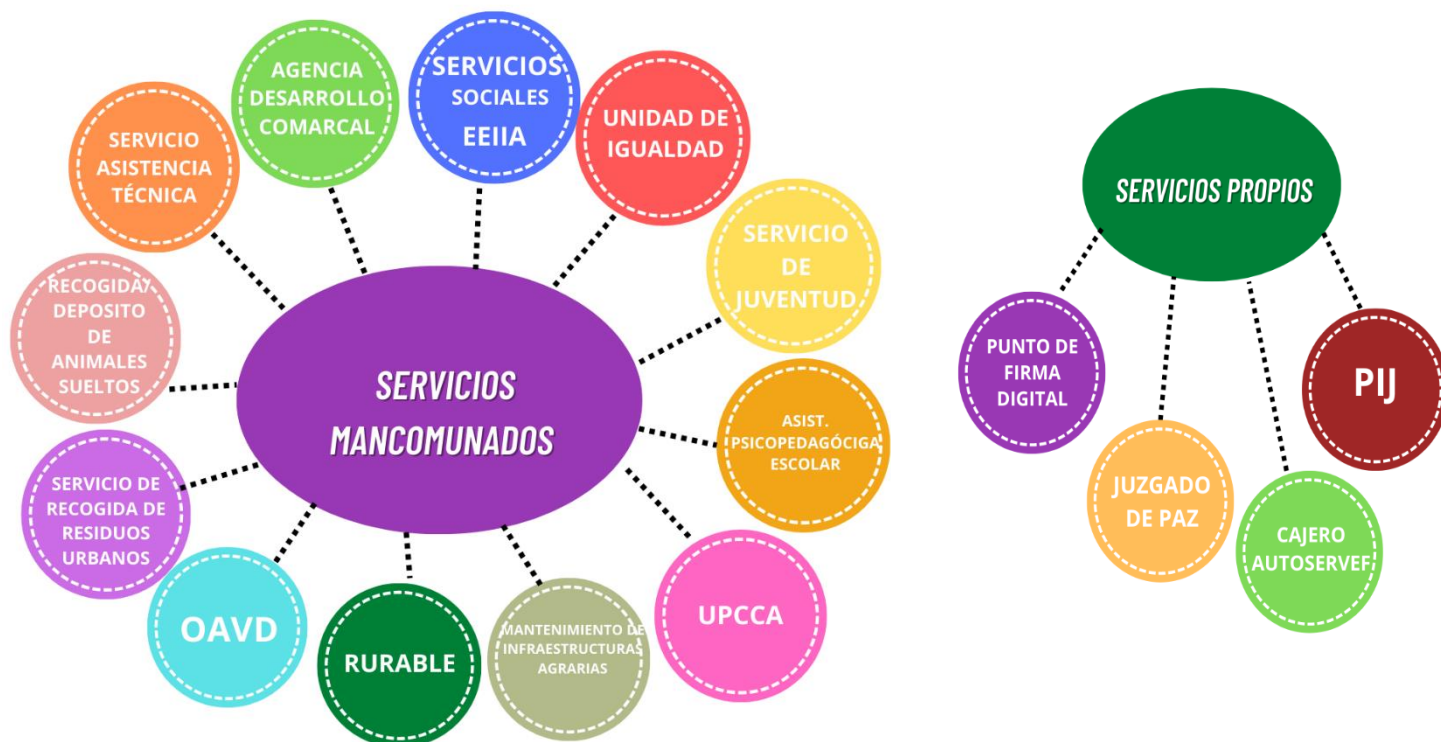 SERVICIOS
MANCOMUNADOS
AGENCIA
DESARROLLO
COMARCAL
SERVICIOS
SOCIALES
EEIIA
UNIDAD DE
IGUALDAD
SERVICIO
DE
JUVENTUD
ASIST.
PSICOPEDAGÓCIGA
ESCOLAR
UPCCA
MANTENIMIENTO DE
INFRAESTRUCTURAS
AGRARIAS
RURABLE
OAVD
SERVICIO DE
RECOGIDA DE
RESIDUOS
URBANOS
RECOGIDA/
DEPOSITO
DE
ANIMALES
SUELTOS
SERVICIO
ASISTENCIA
TÉCNICA
SERVICIOS PROPIOS
PUNTO DE
FIRMA
DIGITAL
JUZGADO
DE PAZ
CAJERO
AUTOSERVEF
PIJ